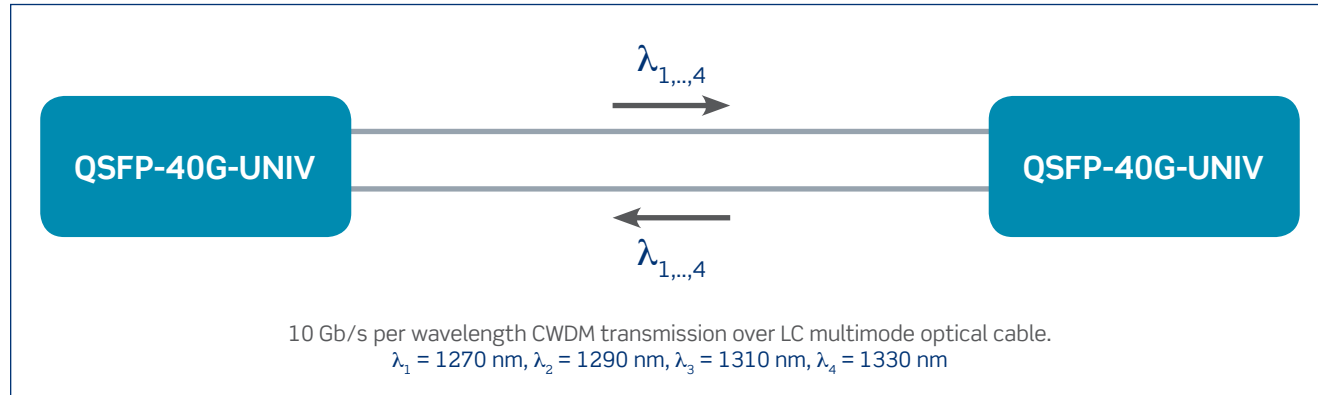 λ1,..,4
QSFP-40G-UNIV QSFP-40G-UNIV
λ1,..,4
10 Gb/s per wavelength CWDM transmission over LC multimode optical cable.
λ1 = 1270 nm, λ2 = 1290 nm, λ3 = 1310 nm, λ4 = 1330 nm